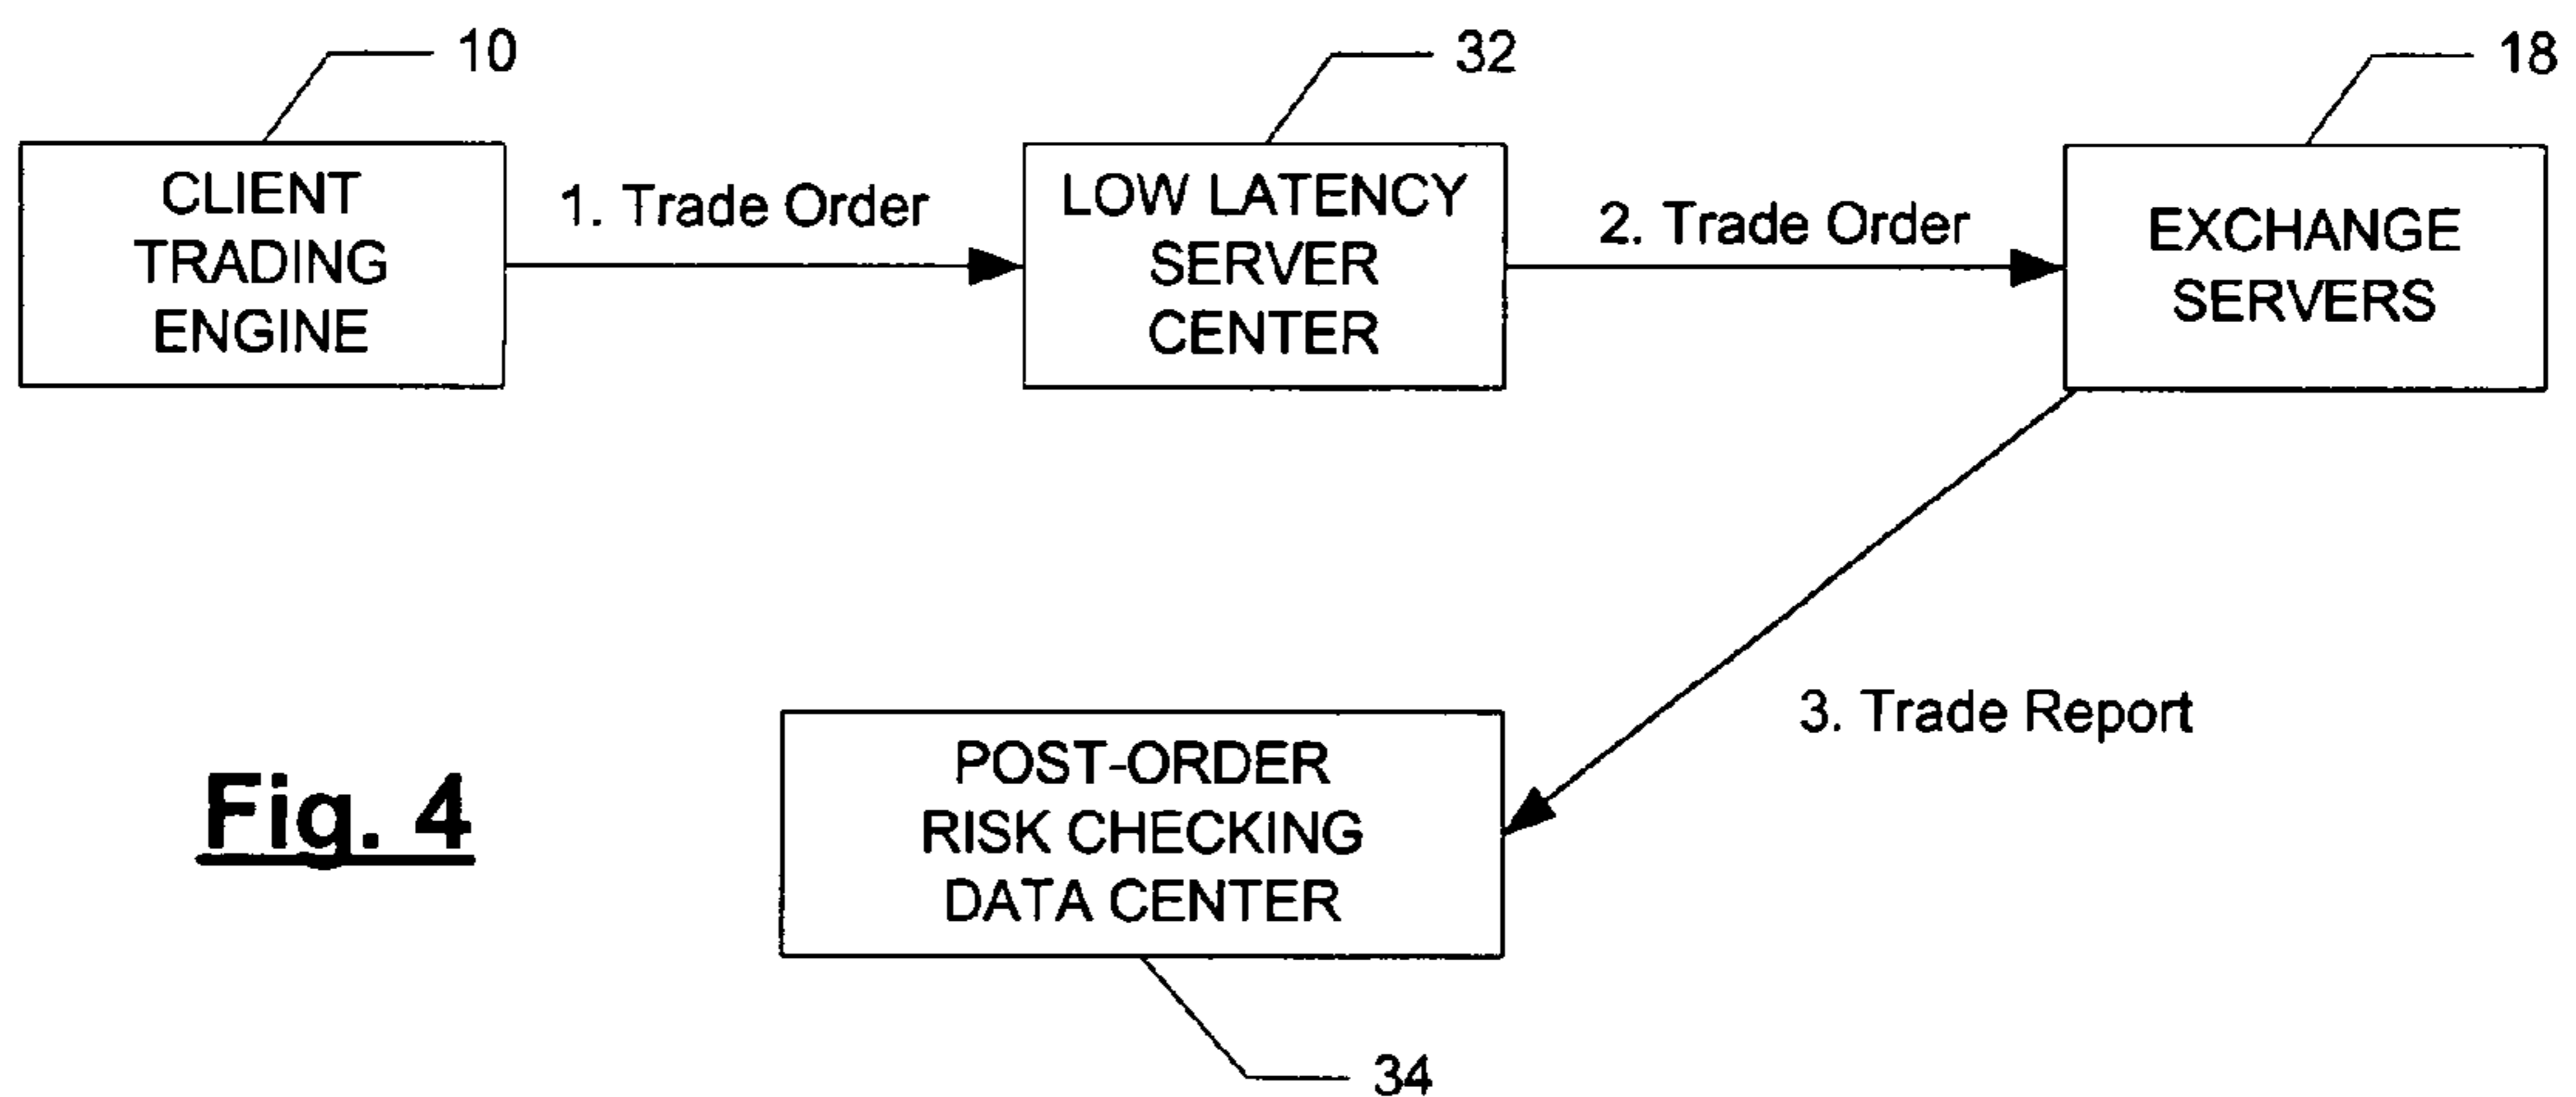 10
32
18
CLIENT
TRADING
ENGINE
1. Trade Order
LOW LATENCY
SERVER
CENTER
2. Trade Order
EXCHANGE
SERVERS
3. Trade Report
POST-ORDER
RISK CHECKING
DATA CENTER
Fig. 4
34